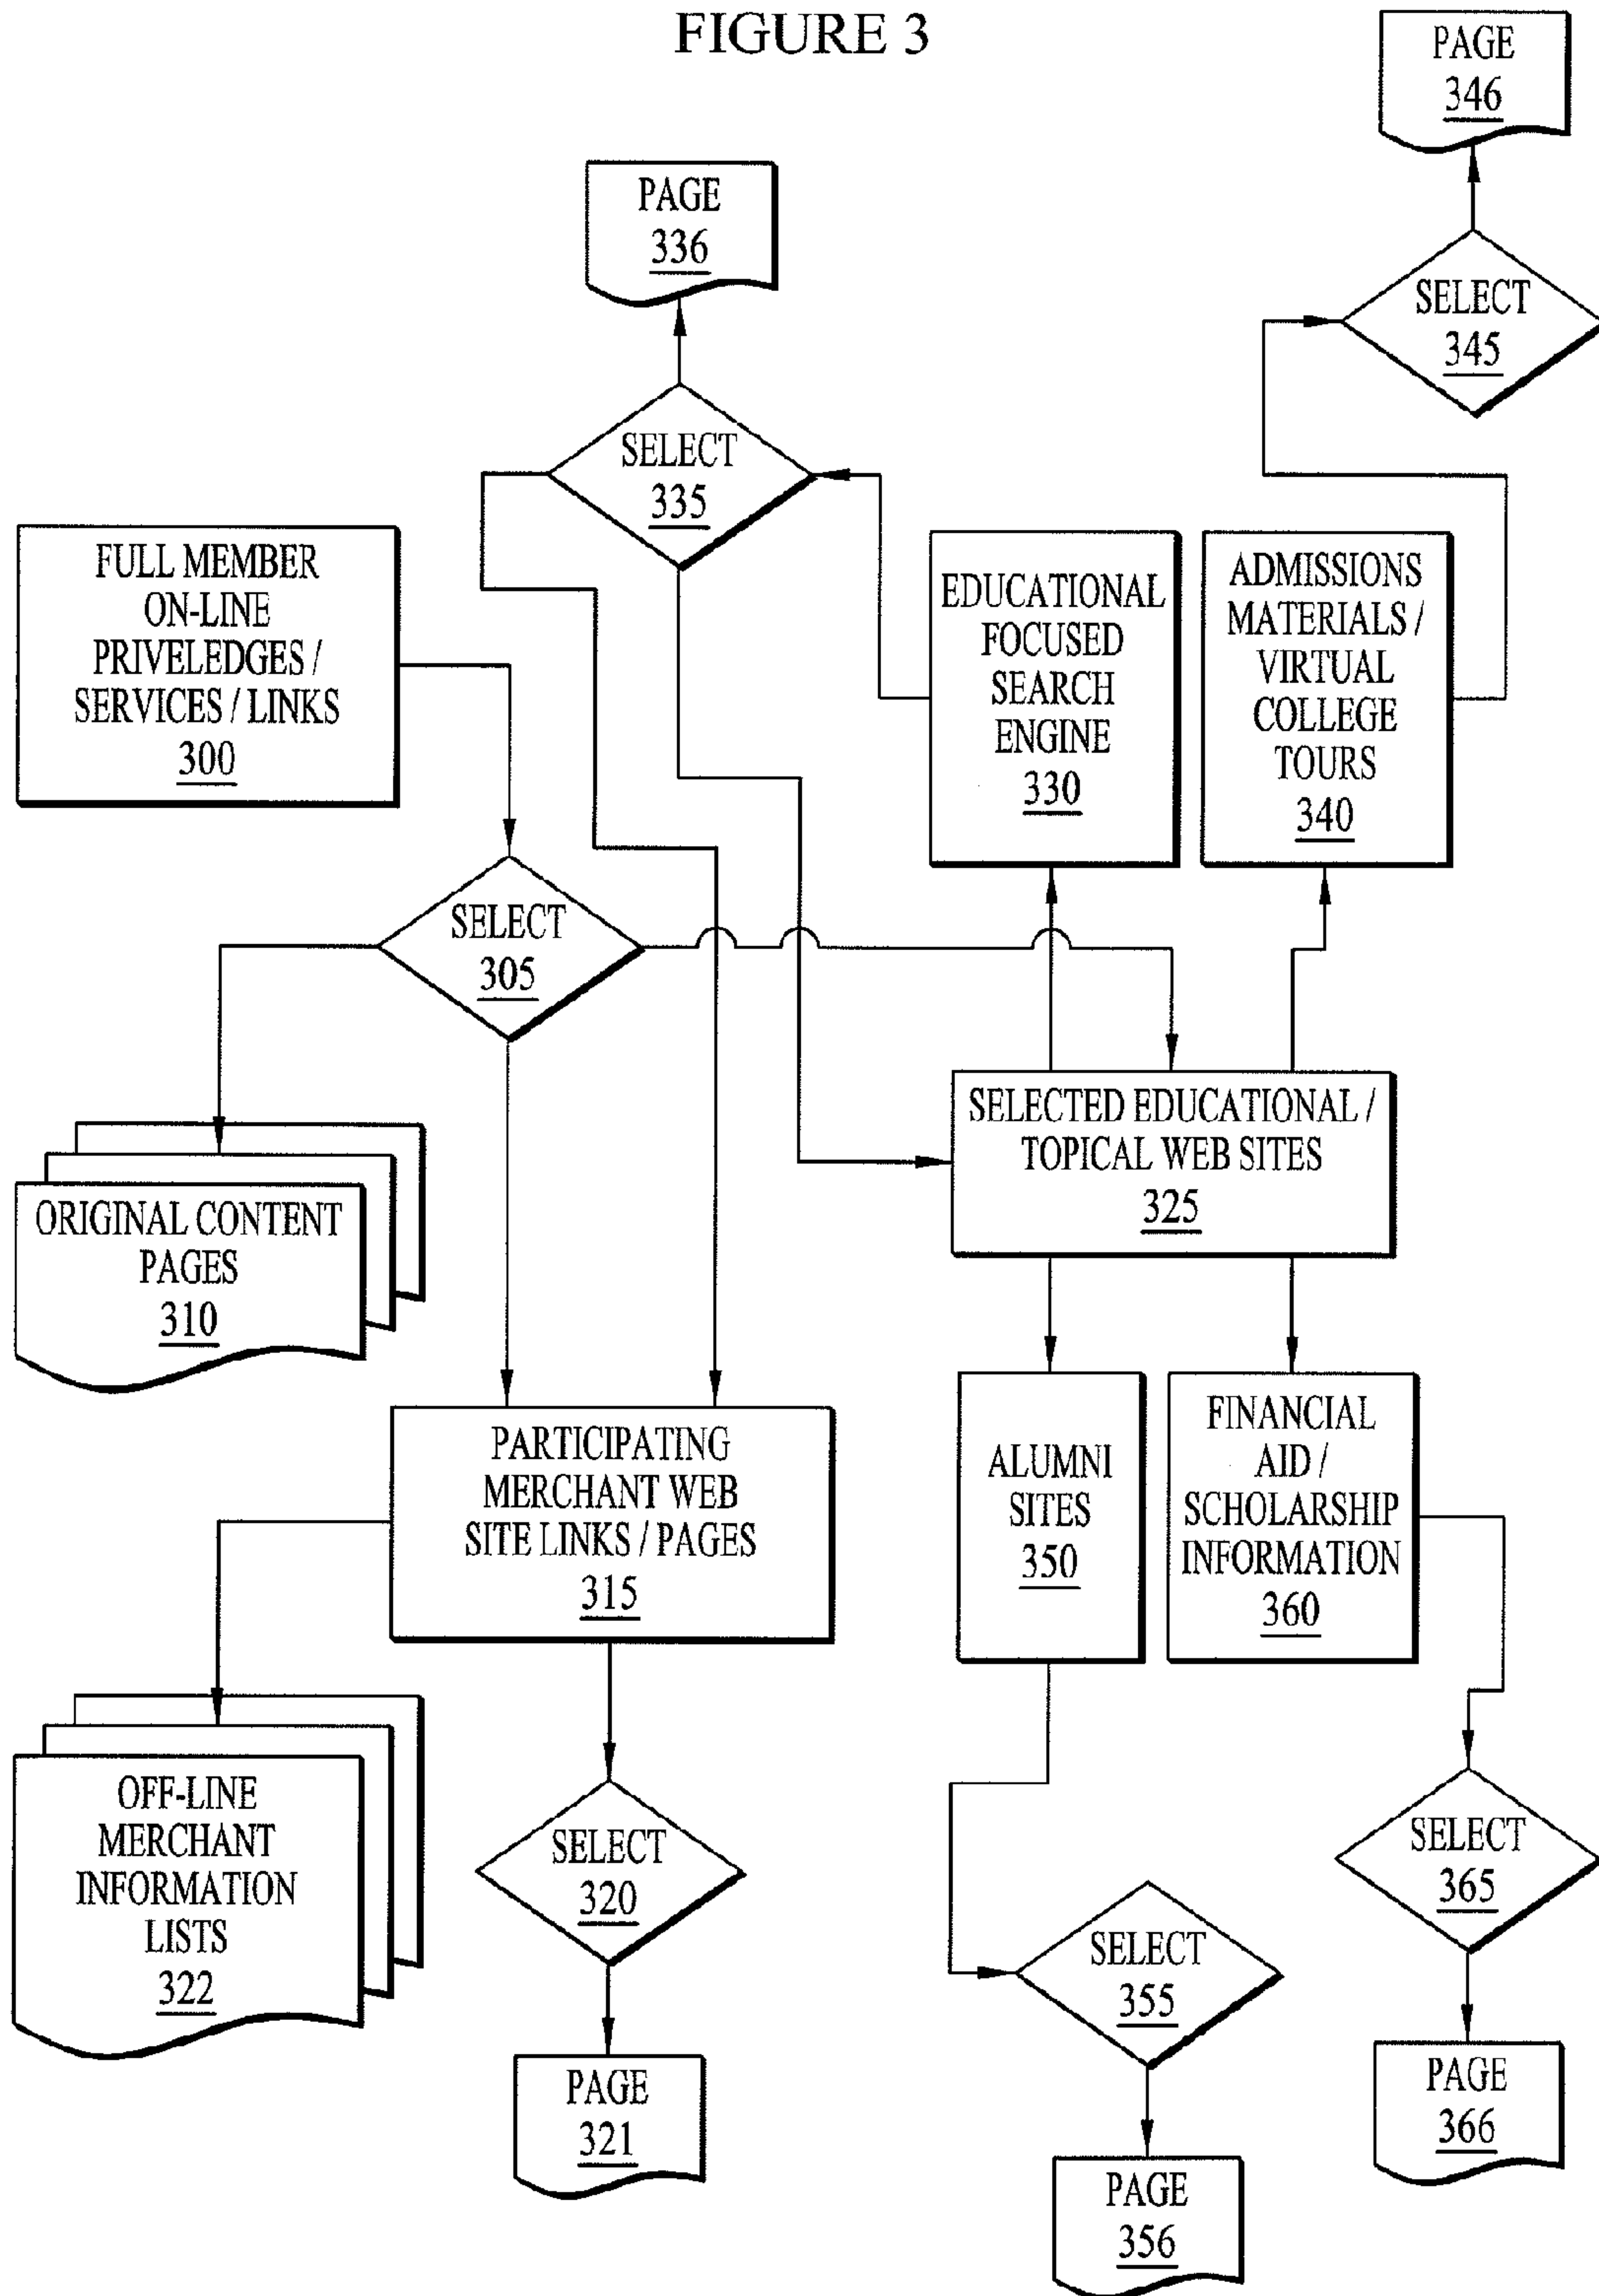 FIGURE 3
PAGE
346
PAGE
336
SELECT
345
SELECT
335
FULL MEMBER
ON-LINE
PRIVELEDGES /
SERVICES / LINKS
300
EDUCATIONAL
FOCUSED
SEARCH
ENGINE
330
ADMISSIONS
MATERIALS /
VIRTUAL
COLLEGE
TOURS
340
SELECT
305
SELECTED EDUCATIONAL /
TOPICAL WEB SITES
325
ORIGINAL CONTENT
PAGES
310
PARTICIPATING
MERCHANT WEB
SITE LINKS / PAGES
315
ALUMNI
SITES
350
FINANCIAL
AID /
SCHOLARSHIP
INFORMATION
360
OFF-LINE
MERCHANT
INFORMATION
LISTS
322
SELECT
320
SELECT
365
SELECT
355
PAGE
321
PAGE
366
PAGE
356